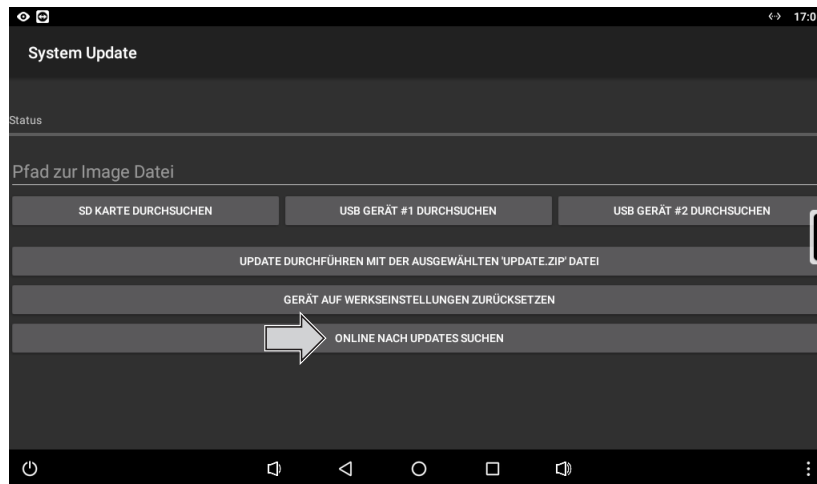 17:0
System Update
Status
Pfad zur Image Datei
SD KARTE DURCHSUCHEN
USB GERÄT #1 DURCHSUCHEN
USB GERÄT #2 DURCHSUCHEN
UPDATE DURCHFÜHREN MIT DER AUSGEWÄHLTEN 'UPDATE.ZIP' DATEI
GERÄT AUF WERKSEINSTELLUNGEN ZURÜCKSETZEN
ONLINE NACH UPDATES SUCHEN